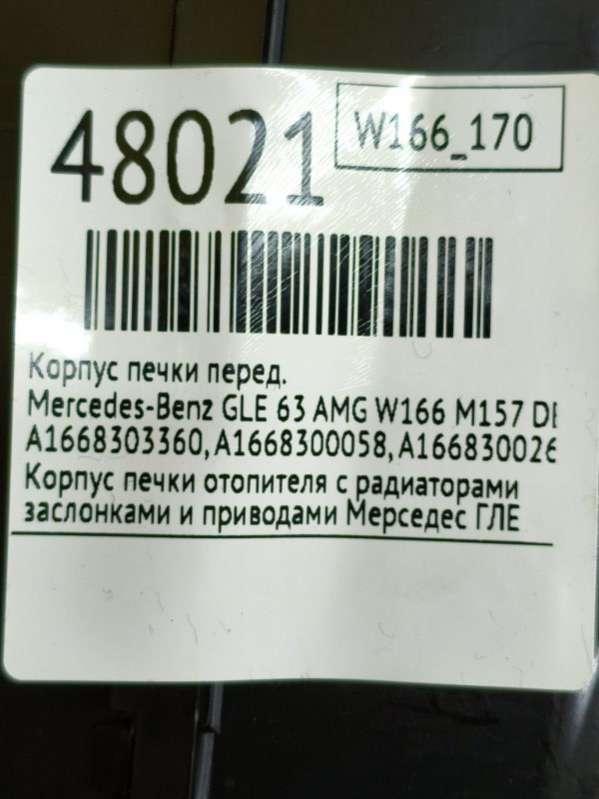 48021
W166_170
Корпус печки перед.
Mercedes-Benz GLE 63 AMG W166 M157
A1668303360, A1668300058, A166830026
Корпус печки отопителя с радиаторами
заслонками и приводами Мерседес ГЛЕ